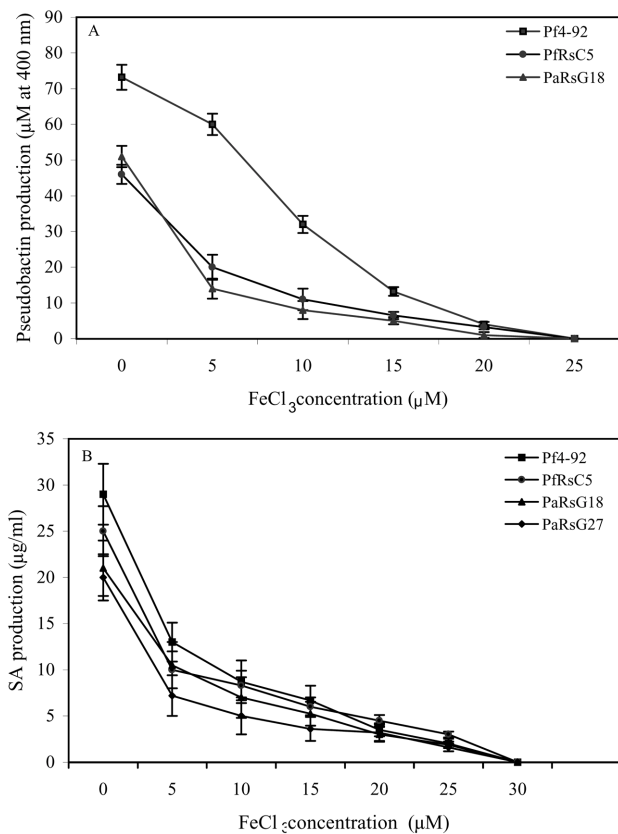 A
Pf4-92
PfRsC5
PaRsG18
Pseudobactin production (µM at 400 nm)
90
80
70
60
50
40
30
20
10
0
0 5 10 15 20 25
FeCl3concentration (µM)
B
Pf4-92
PfRsC5
PaRsG18
PaRsG27
SA production (µg/ml)
35
30
25
20
15
10
5
0
0 5 10 15 20 25 30
FeCl3concentration (µM)